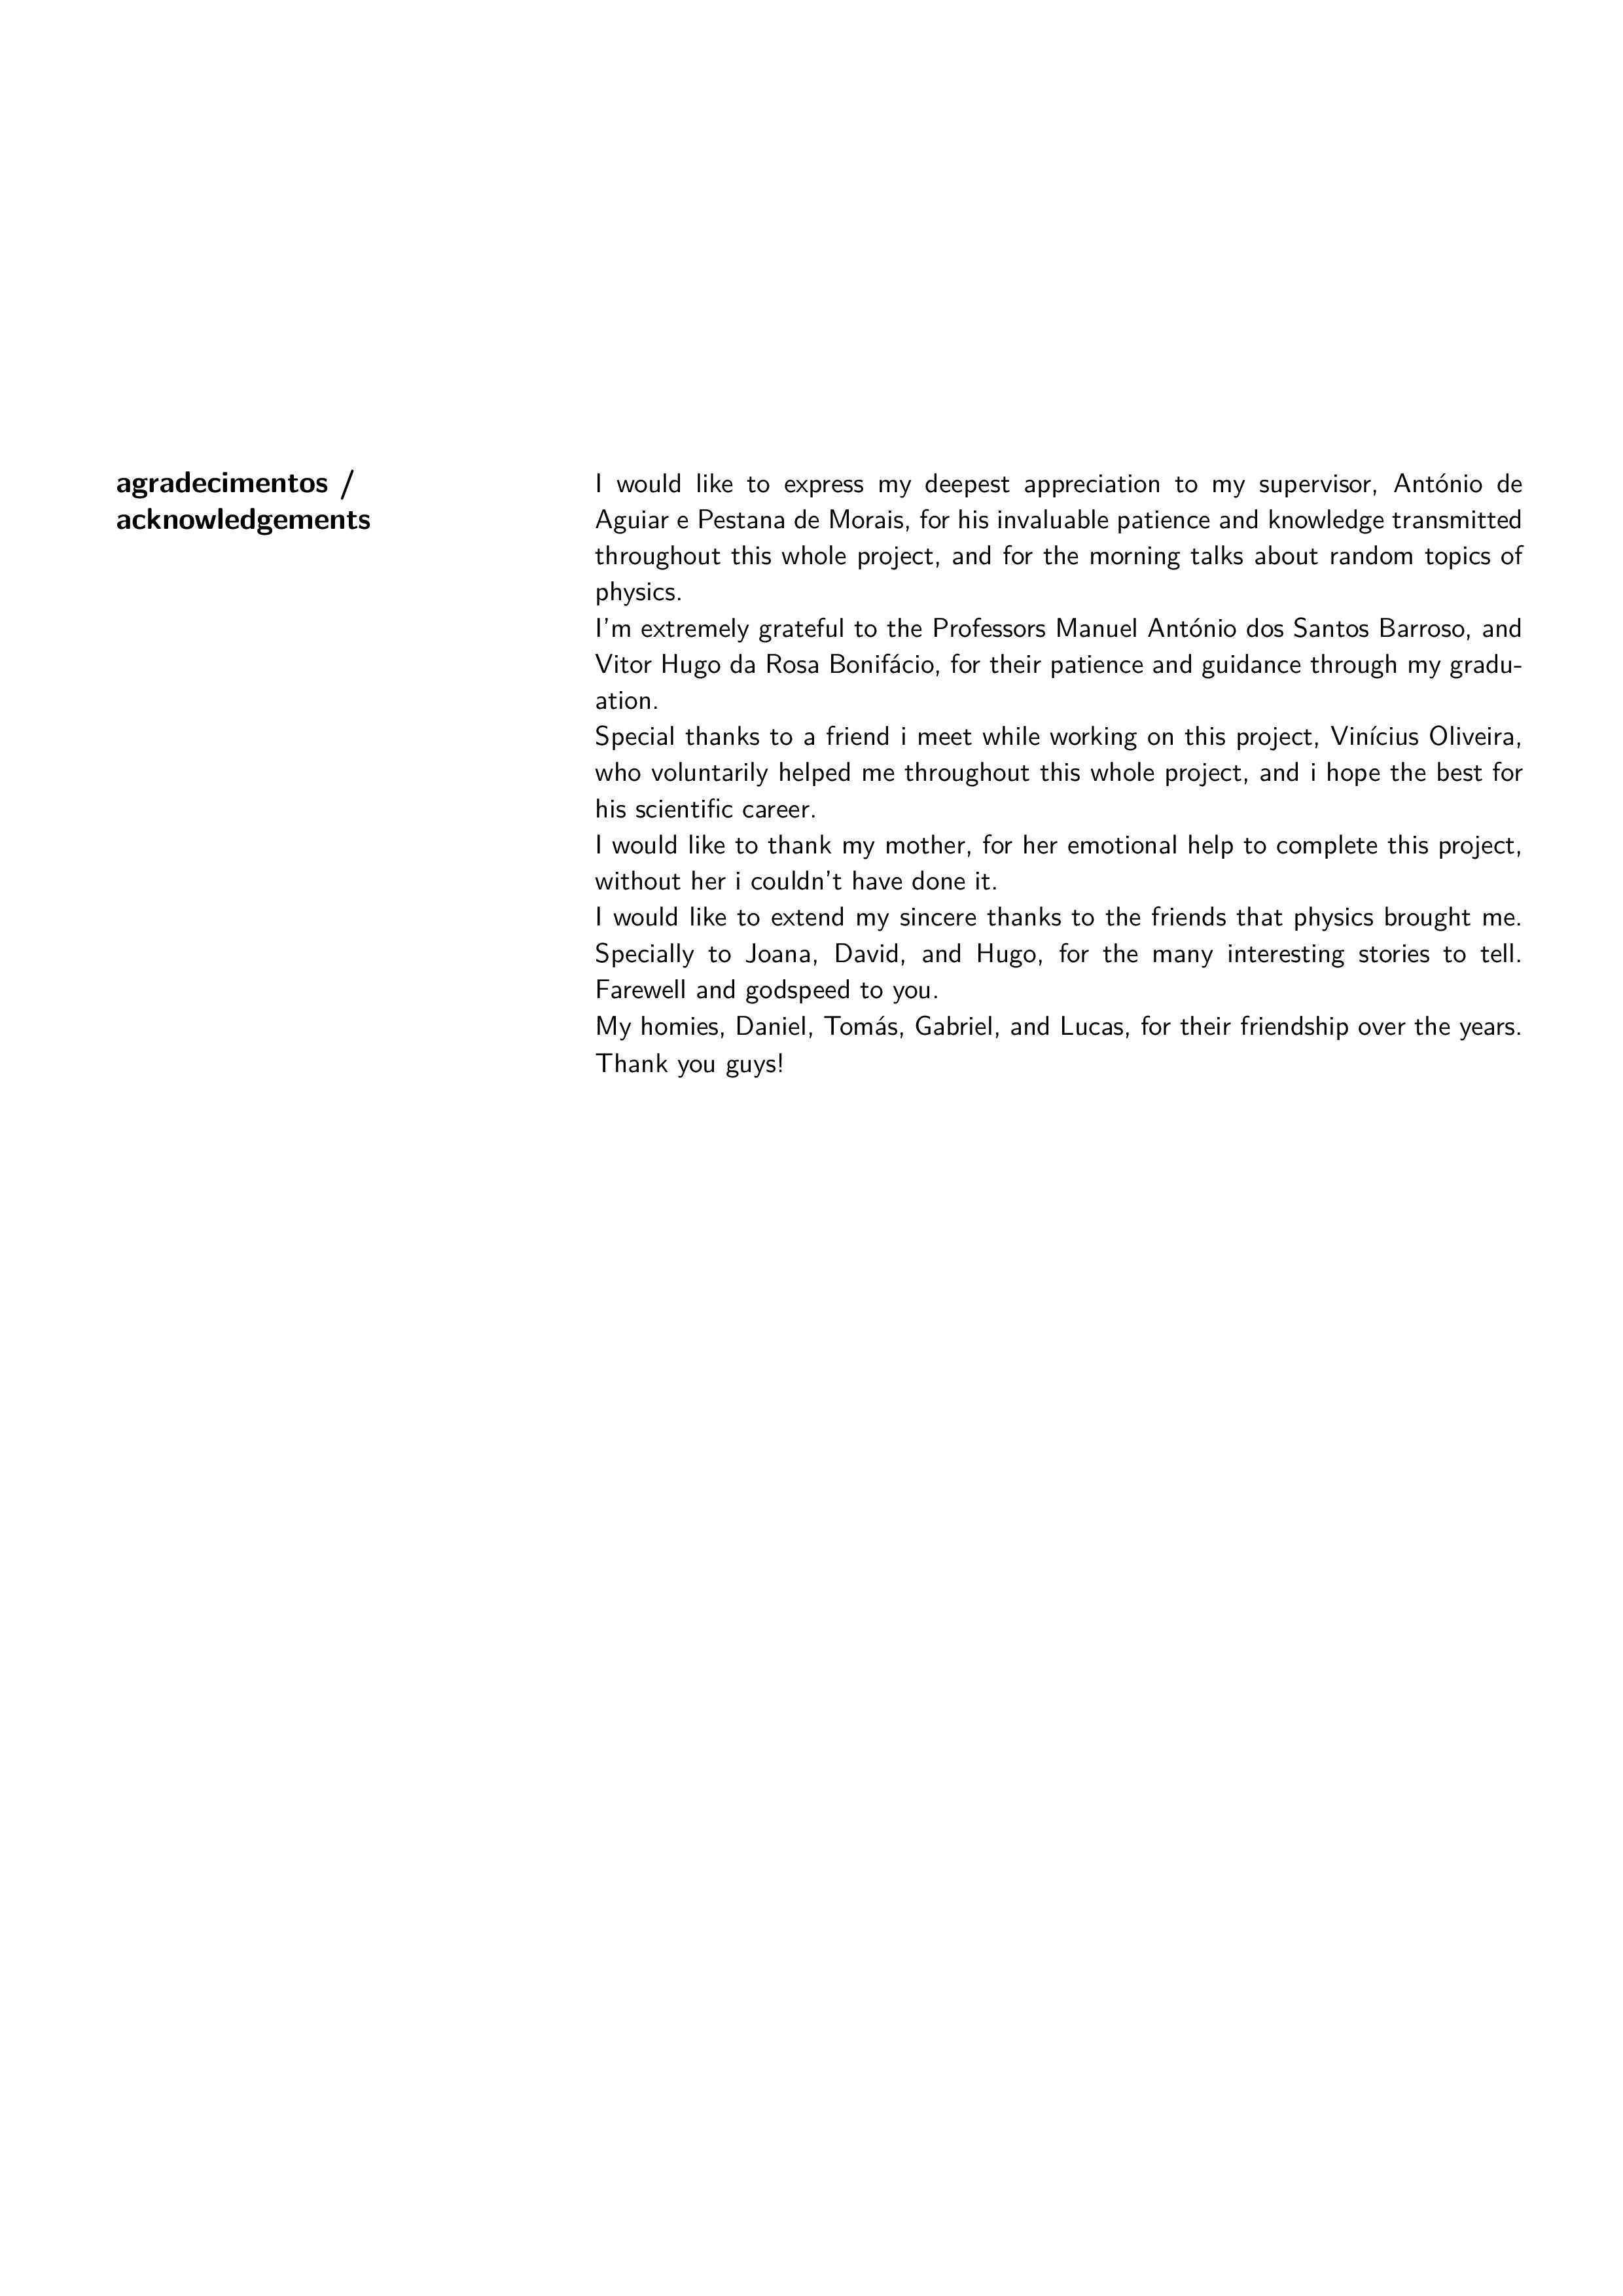 agradecimentos /
acknowledgements
I would like to express my deepest appreciation to my supervisor, António de
Aguiar e Pestana de Morais, for his invaluable patience and knowledge transmitted
throughout this whole project, and for the morning talks about random topics of
physics.
I'm extremely grateful to the Professors Manuel António dos Santos Barroso, and
Vitor Hugo da Rosa Bonifácio, for their patience and guidance through my gradu-
ation.
Special thanks to a friend i meet while working on this project, Vinícius Oliveira,
who voluntarily helped me throughout this whole project, and i hope the best for
his scientific career.
I would like to thank my mother, for her emotional help to complete this project,
without her i couldn't have done it.
I would like to extend my sincere thanks to the friends that physics brought me.
Specially to Joana, David, and Hugo, for the many interesting stories to tell.
Farewell and godspeed to you.
My homies, Daniel, Tomás, Gabriel, and Lucas, for their friendship over the years.
Thank you guys!